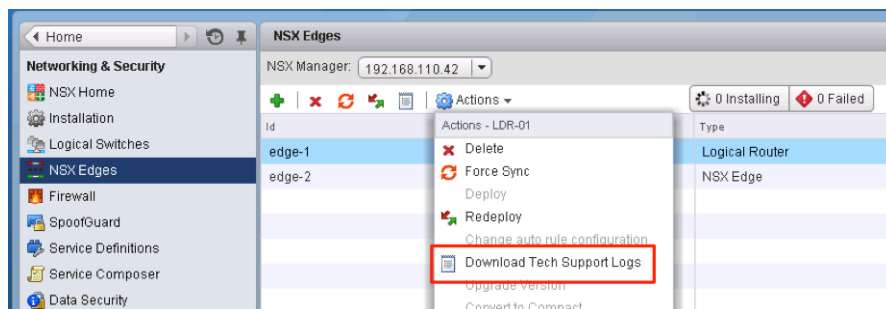 Home
NSX Edges
Networking & Security
NSX Manager: 192.168.110.42
NSX Home
Actions
0 Installing
0 Failed
Installation
Id
Actions - LDR-01
Type
Logical Switches
edge-1
Delete
Logical Router
NSX Edges
edge-2
Force Sync
NSX Edge
Firewall
Deploy
SpoofGuard
Redeploy
Change auto rule configuration
Service Definitions
Download Tech Support Logs
Service Composer
Upgrade Version
Data Security
Convert to Compact